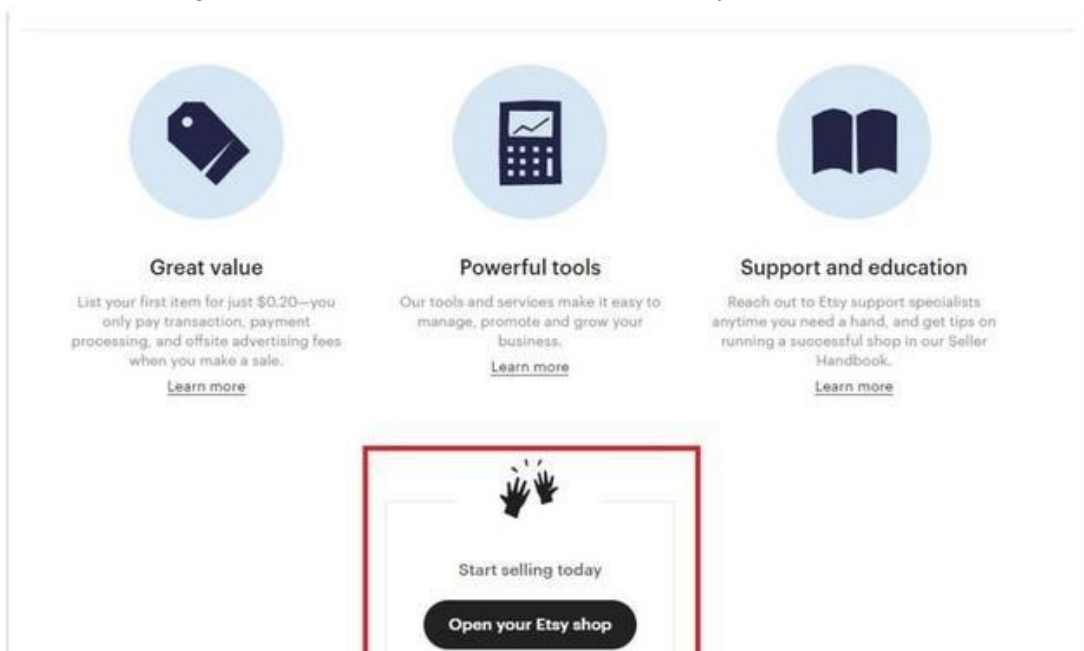 Great value
List your first item for just $0.20—you
only pay transaction, payment
processing, and offsite advertising fees
when you make a sale.
Learn more
Powerful tools
Our tools and services make it easy to
manage, promote and grow your
business.
Learn more
Support and education
Reach out to Etsy support specialists
anytime you need a hand, and get tips on
running a successful shop in our Seller
Handbook.
Learn more
Start selling today
Open your Etsy shop